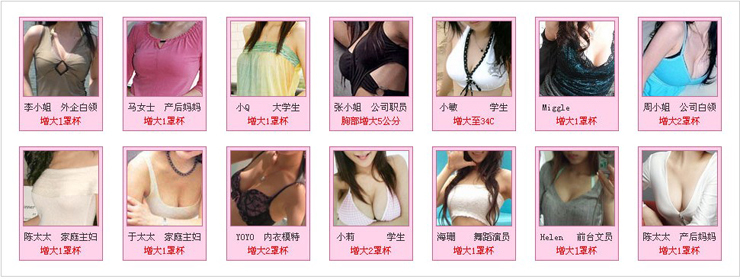 李小姐 外企白领
增大1罩杯
马女士 产后妈妈
增大1罩杯
小Q 大学生
增大1罩杯
张小姐 公司职员
胸部增大5公分
小敏 学生
增大至34C
Miggle
增大1罩杯
周小姐 公司白领
增大2罩杯
陈太太 家庭主妇
增大1罩杯
于太太 家庭主妇
增大1罩杯
YOYO 内衣模特
增大2罩杯
小莉 学生
增大2罩杯
海珊 舞蹈演员
增大1罩杯
Helen 前台文员
增大1罩杯
陈太太 产后妈妈
增大1罩杯